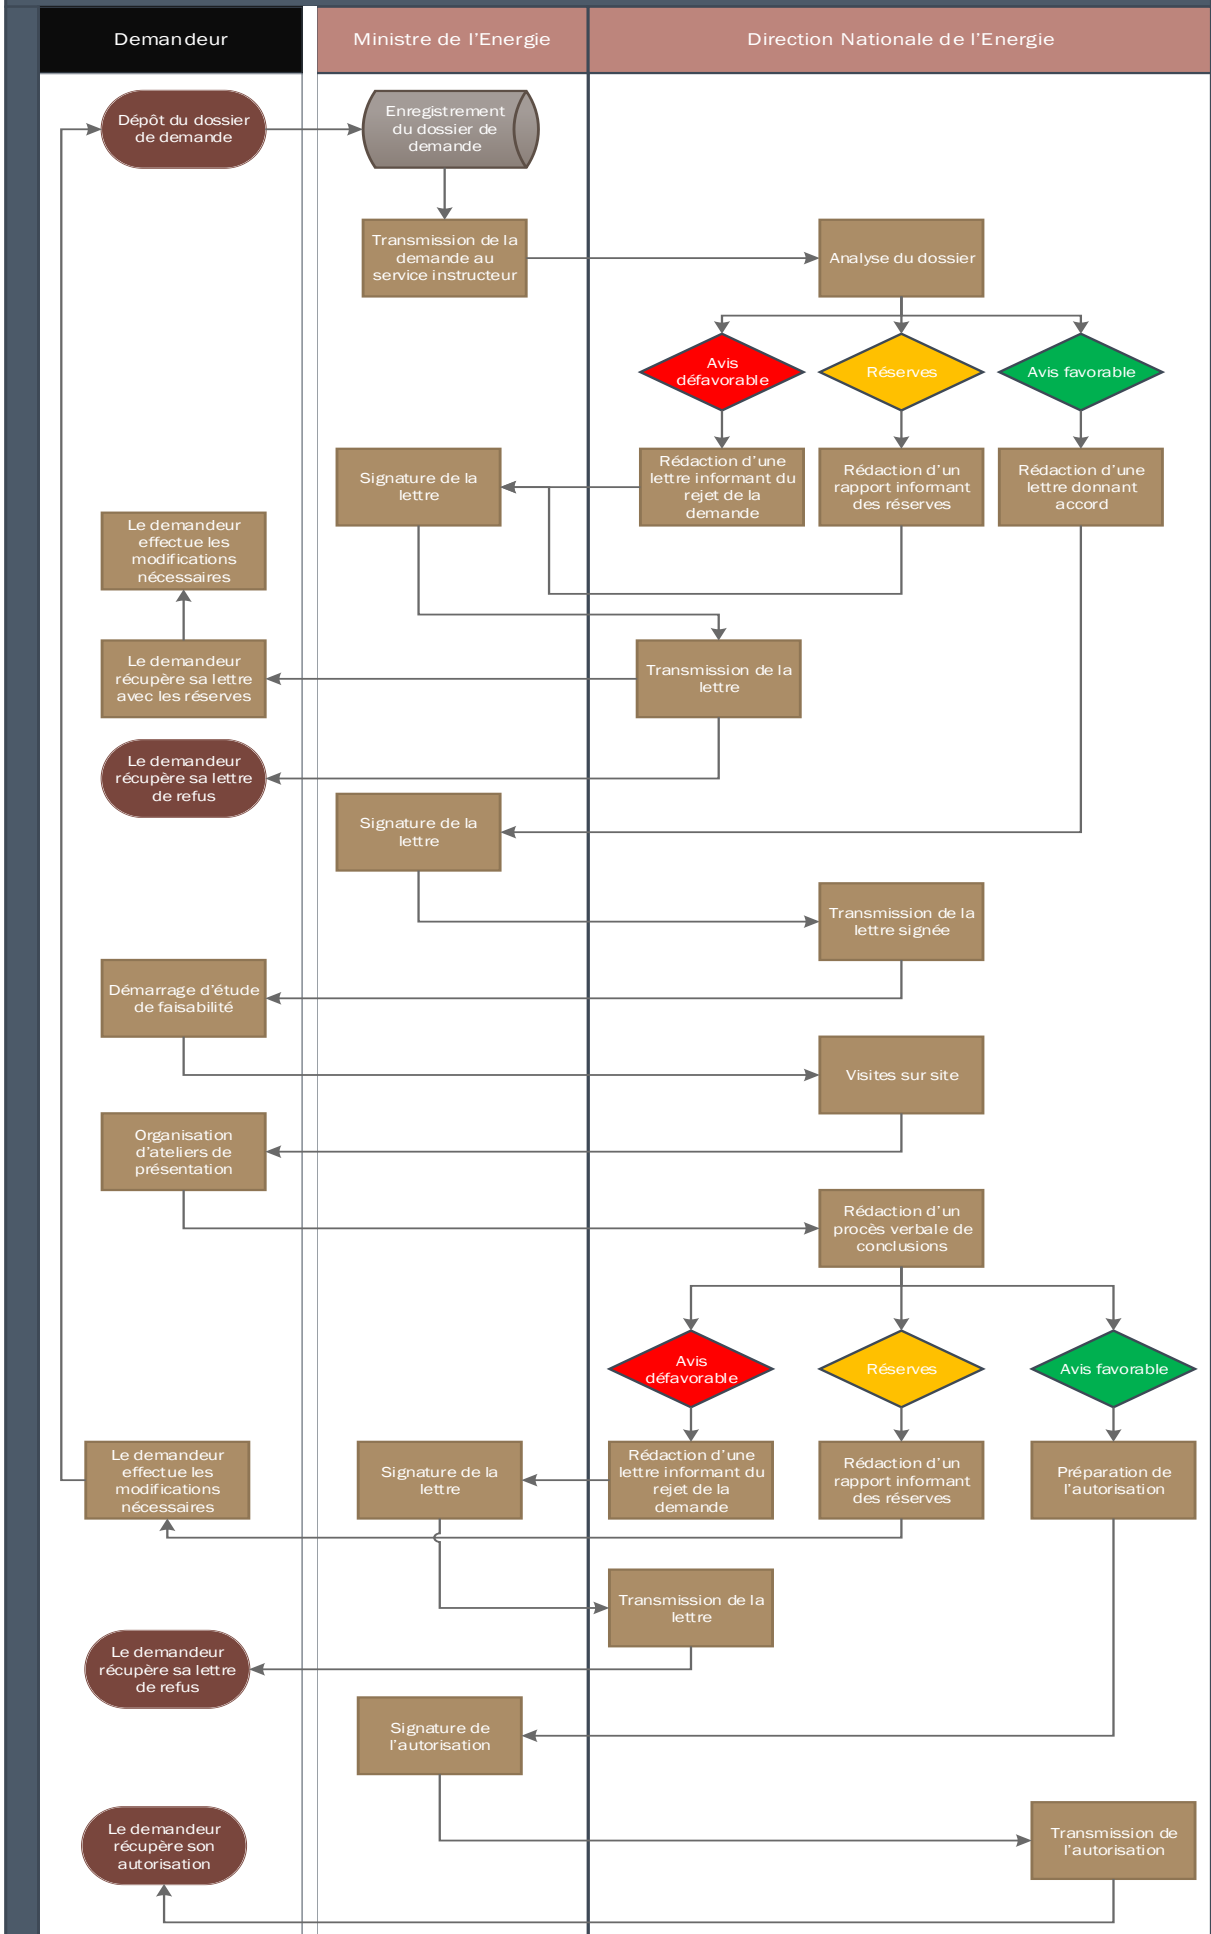 Demandeur
Ministre de l'Energie
Direction Nationale de l'Energie
Dépôt du dossier
de demande
Enregistrement
du dossier de
demande
Transmission de la
demande au
service instructeur
Analyse du dossier
Avis
défavorable
Réserves
Avis favorable
Signature de la
lettre
Rédaction d'une
lettre informant du
rejet de la
demande
Rédaction d'un
rapport informant
des réserves
Rédaction d'une
lettre donnant
accord
Le demandeur
effectue les
modifications
nécessaires
Le demandeur
récupère sa lettre
avec les réserves
Transmission de la
lettre
Le demandeur
récupère sa lettre
de refus
Signature de la
lettre
Transmission de la
lettre signée
Démarrage d'étude
de faisabilité
Visites sur site
Organisation
d'ateliers de
présentation
Rédaction d'un
procès verbale de
conclusions
Avis
défavorable
Réserves
Avis favorable
Le demandeur
effectue les
modifications
nécessaires
Signature de la
lettre
Rédaction d'une
lettre informant du
rejet de la
demande
Rédaction d'un
rapport informant
des réserves
Préparation de
l'autorisation
Transmission de la
lettre
Le demandeur
récupère sa lettre
de refus
Signature de
l'autorisation
Le demandeur
récupère son
autorisation
Transmission de
l'autorisation